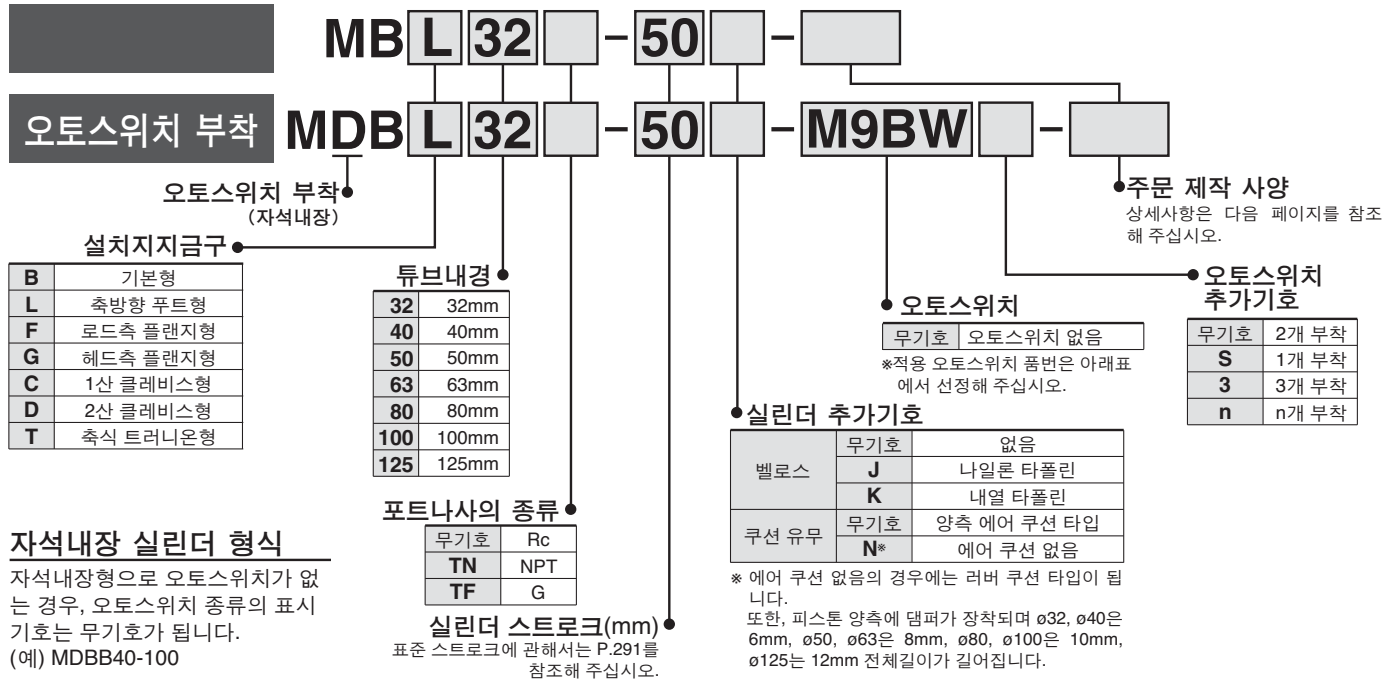 MB L 32 - 50 -
오토스위치 부착 MDB L 32 - 50 - M9BW -
오토스위치 부착
(자석내장)
설치지지금구
B 기본형
L 축방향 푸트형
F 로드측 플랜지형
G 헤드측 플랜지형
C 1산 클레비스형
D 2산 클레비스형
T 축식 트러니온형
튜브내경
32 32mm
40 40mm
50 50mm
63 63mm
80 80mm
100 100mm
125 125mm
포트나사의 종류
무기호 Rc
TN NPT
TF G
실린더 스트로크(mm)
표준 스트로크에 관해서는 P.291를
참조해 주십시오.
자석내장 실린더 형식
자석내장형으로 오토스위치가 없
는 경우, 오토스위치 종류의 표시
기호는 무기호가 됩니다.
(예) MDBB40-100
주문 제작 사양
상세사항은 다음 페이지를 참조
해 주십시오.
오토스위치
추가기호
무기호 2개 부착
S 1개 부착
3 3개 부착
n n개 부착
오토스위치
무기호 오토스위치 없음
※적용 오토스위치 품번은 아래표
에서 선정해 주십시오.
실린더 추가기호
벨로스 무기호 없음
J 나일론 타폴린
K 내열 타폴린
쿠션 유무 무기호 양측 에어 쿠션 타입
N※ 에어 쿠션 없음
※ 에어 쿠션 없음의 경우에는 러버 쿠션 타입이 됩
니다.
또한, 피스톤 양측에 댐퍼가 장착되며 ø32, ø40은
6mm, ø50, ø63은 8mm, ø80, ø100은 10mm,
ø125는 12mm 전체길이가 길어집니다.